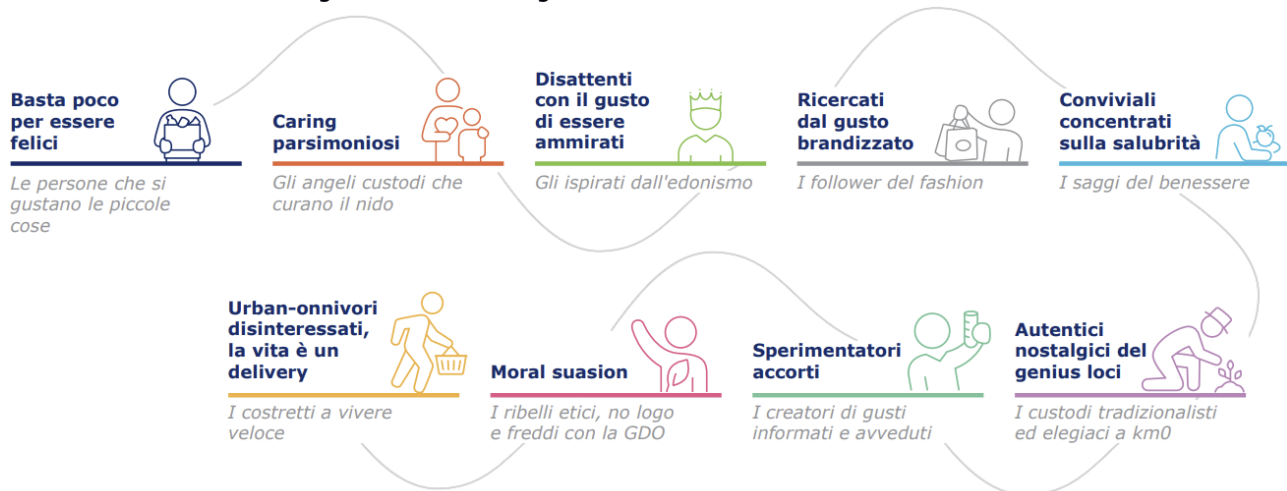 Basta poco
per essere
felici
Le persone che si
gustano le piccole
cose
Caring
parsimoniosi
Gli angeli custodi che
curano il nido
Disattenti
con il gusto
di essere
ammirati
Gli ispirati dall'edonismo
Ricercati
dal gusto
brandizzato
I follower del fashion
Conviviali
concentrati
sulla salubrità
I saggi del benessere
Urban-onnivori
disinteressati,
la vita è un
delivery
I costretti a vivere
veloce
Moral suasion
I ribelli etici, no logo
e freddi con la GDO
Sperimentatori
accorti
I creatori di gusti
informati e avveduti
Autentici
nostalgici del
genius loci
I custodi tradizionalisti
ed elegiaci a km0